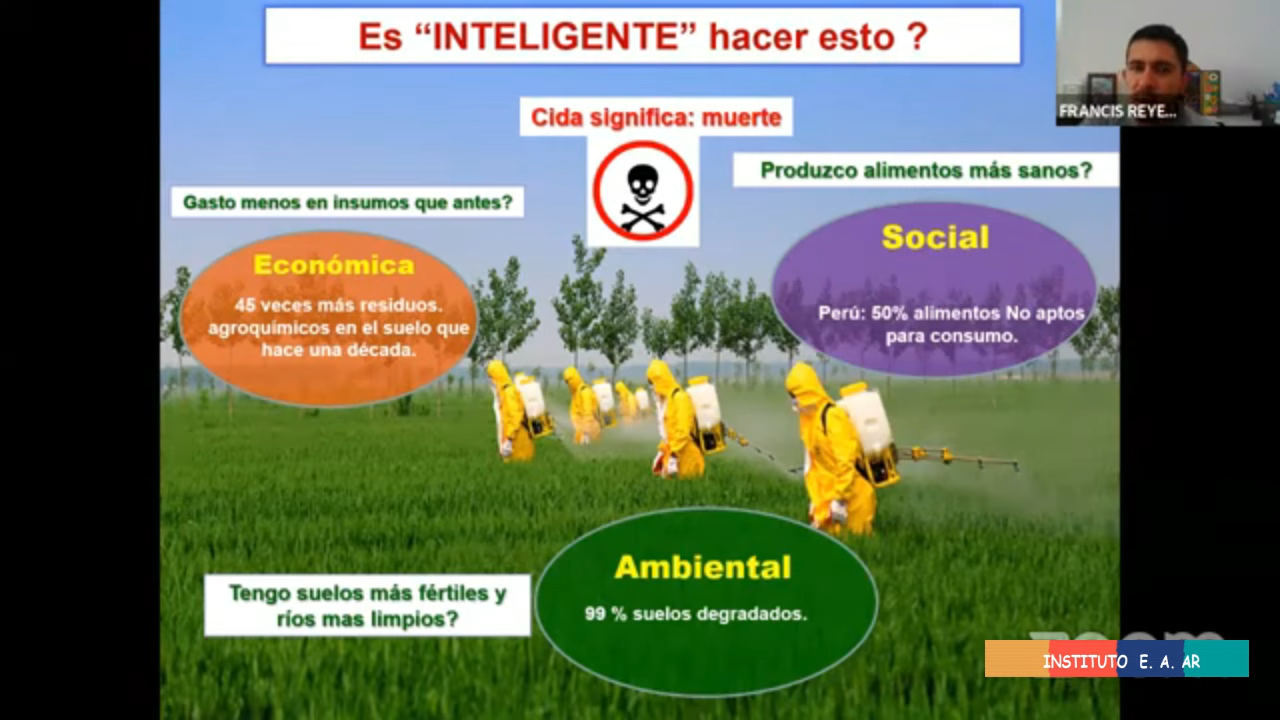 Es “INTELIGENTE” hacer esto ?
FRANCIS REYE...
Cida significa: muerte
Produzco alimentos más sanos?
Gasto menos en insumos que antes?
Social
Económica
45 veces más residuos.
agroquímicos en el suelo que
hace una década.
Perú: 50% alimentos No aptos
para consumo.
Ambiental
99 % suelos degradados.
Tengo suelos más fértiles y
ríos mas limpios?
zoom
INSTITUTO E. A. AR